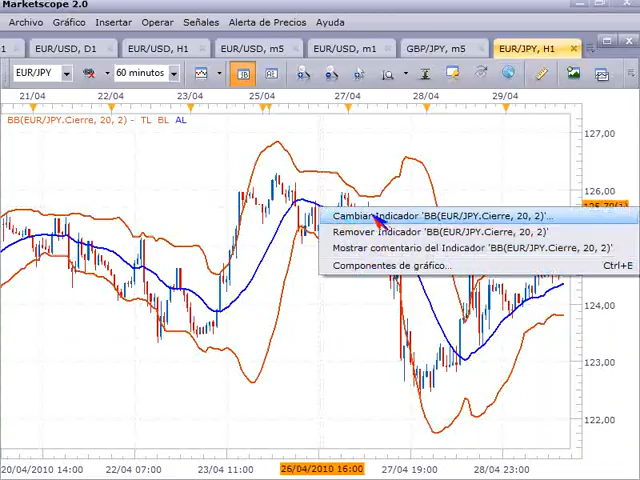 Marketscope 2.0
Archivo Gráfico Insertar Operar Señales Alerta de Precios Ayuda
1 EUR/USD, D1 EUR/USD, H1 EUR/USD, m5 EUR/USD, m1 GBP/JPY, m5 EUR/JPY, H1
EUR/JPY 60 minutos
21/04 22/04 23/04 25/04 27/04 28/04 29/04
BB(EUR/JPY.Cierre, 20, 2) - TL BL AL
127,00
126,00
Cambiar Indicador 'BB(EUR/JPY.Cierre, 20, 2)'...
Remover Indicador 'BB(EUR/JPY.Cierre, 20, 2)'
Mostrar comentario del Indicador 'BB(EUR/JPY.Cierre, 20, 2)'
Componentes de gráfico... Ctrl+E
124,00
123,00
122,00
20/04/2010 14:00 22/04 07:00 23/04 11:00 26/04/2010 16:00 27/04 19:00 28/04 23:00